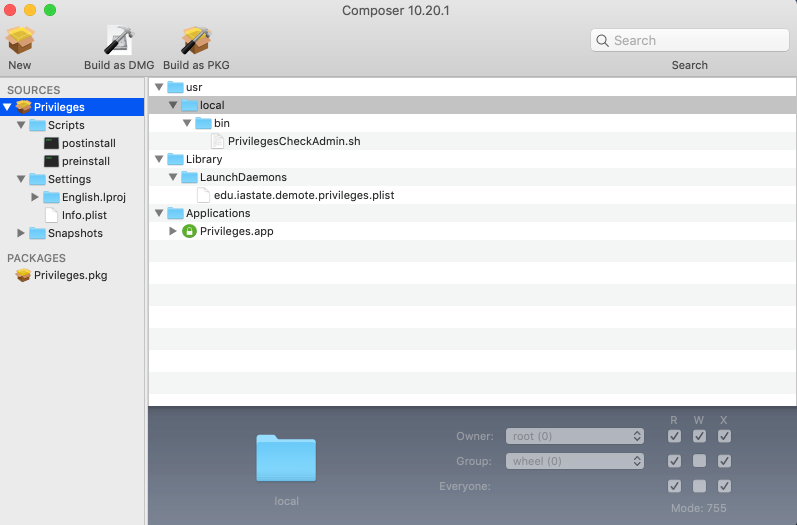 Composer 10.20.1
New
Build as DMG
Build as PKG
Search
Search
SOURCES
Privileges
Scripts
postinstall
preinstall
Settings
English.lproj
Info.plist
Snapshots
PACKAGES
Privileges.pkg
usr
local
bin
PrivilegesCheckAdmin.sh
Library
LaunchDaemons
edu.iastate.demote.privileges.plist
Applications
Privileges.app
local
R W X
Owner: root (0)
Group: wheel (0)
Everyone:
Mode: 755